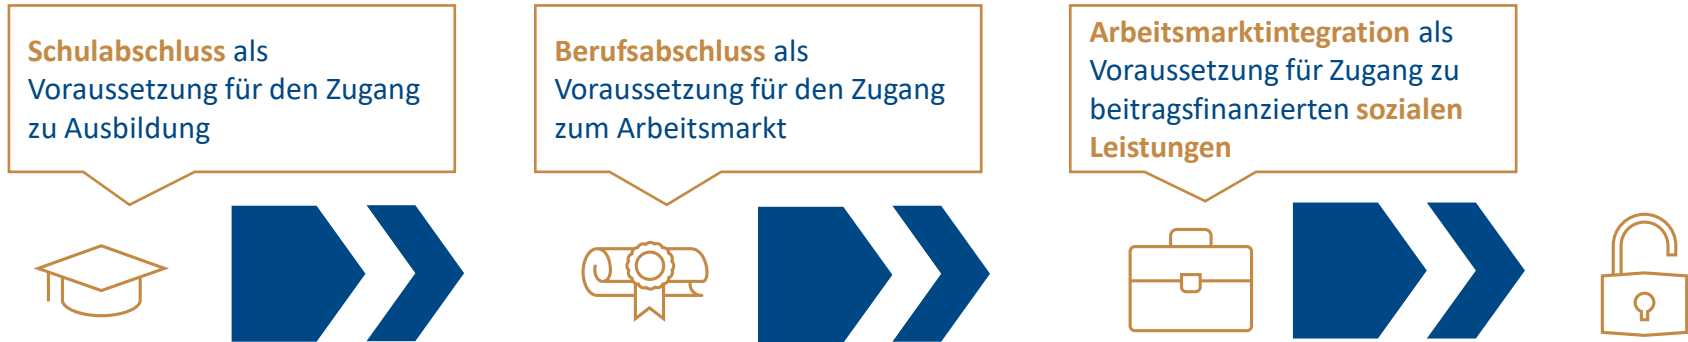 Schulabschluss als
Voraussetzung für den Zugang
zu Ausbildung
Berufsabschluss als
Voraussetzung für den Zugang
zum Arbeitsmarkt
Arbeitsmarktintegration als
Voraussetzung für Zugang zu
beitragsfinanzierten sozialen
Leistungen